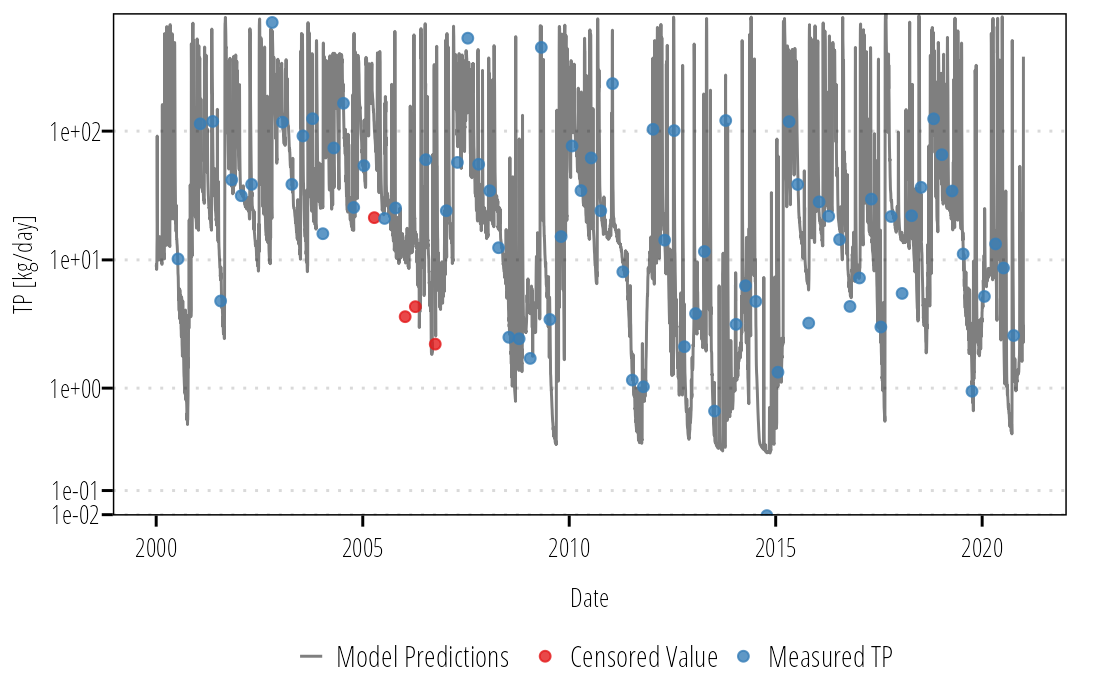 TP [kg/day]
1e+02
1e+01
1e+00
1e-01
1e-02
2000 2005 2010 2015 2020
Date
Model Predictions Censored Value Measured TP